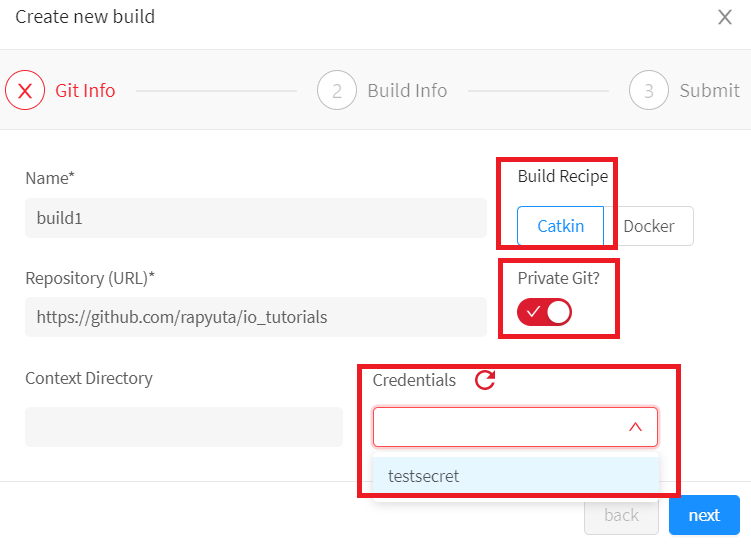 Create new build
Git Info
2 Build Info
3 Submit
Name*
Build Recipe
build1
Catkin Docker
Repository (URL)*
Private Git?
https://github.com/rapyuta/io_tutorials
Context Directory
Credentials
testsecret
back next